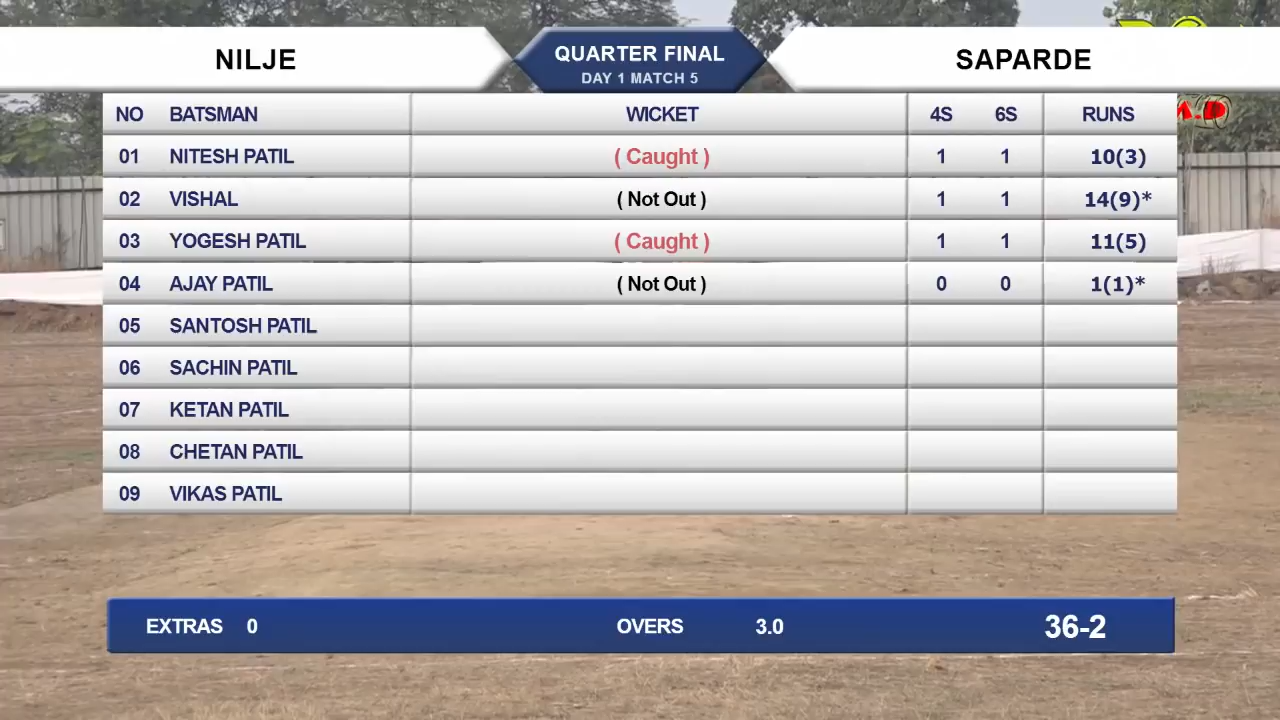 NILJE
QUARTER FINAL
DAY 1 MATCH 5
SAPARDE
NO BATSMAN WICKET 4S 6S RUNS
01 NITESH PATIL ( Caught ) 1 1 10(3)
02 VISHAL ( Not Out ) 1 1 14(9)*
03 YOGESH PATIL ( Caught ) 1 1 11(5)
04 AJAY PATIL ( Not Out ) 0 0 1(1)*
05 SANTOSH PATIL
06 SACHIN PATIL
07 KETAN PATIL
08 CHETAN PATIL
09 VIKAS PATIL
EXTRAS 0 OVERS 3.0 36-2